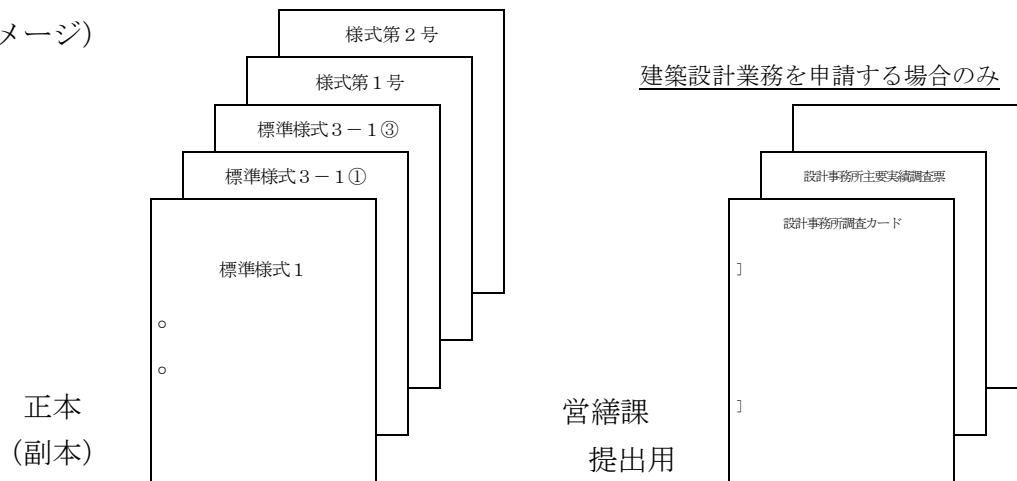 メージ）
様式第２号
様式第１号
標準様式３－１③
標準様式３－１①
標準様式１
正本
（副本）
建築設計業務を申請する場合のみ
設計事務所主要実績調査票
設計事務所調査カード
営繕課
提出用